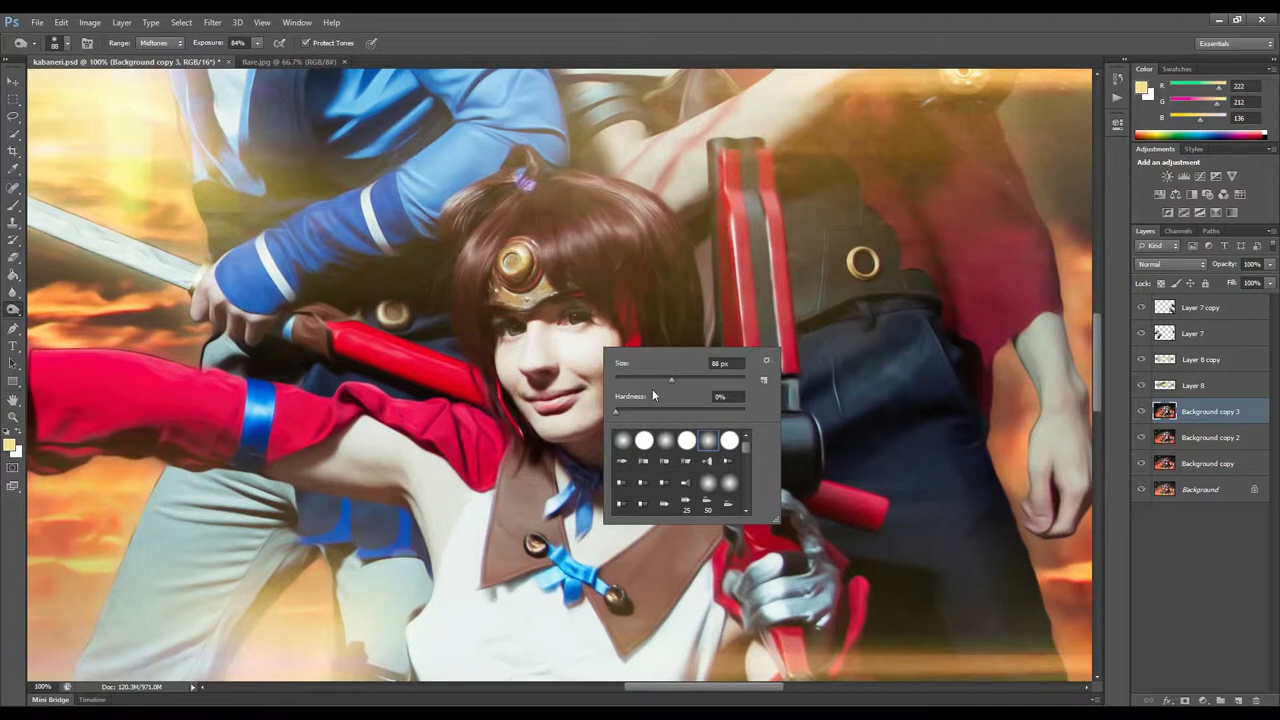 Ps File Edit Image Layer Type Select Filter 3D View Window Help
88 Range: Midtones Exposure: 84% Protect Tones Essentials
kabaneri.psd @ 100% (Background copy 3, RGB/16*) * × flare.jpg @ 66.7% (RGB/8#) ×
Color Swatches
R 222
G 212
B 136
Adjustments Styles
Add an adjustment
Layers Channels Paths
Kind
Normal Opacity: 100%
Lock: Fill: 100%
Layer 7 copy
Layer 7
Layer 8 copy
Layer 8
Background copy 3
Background copy 2
Background copy
Background
Size: 88 px
Hardness: 0%
25 50
100% Doc: 120.3M/971.0M
Mini Bridge Timeline